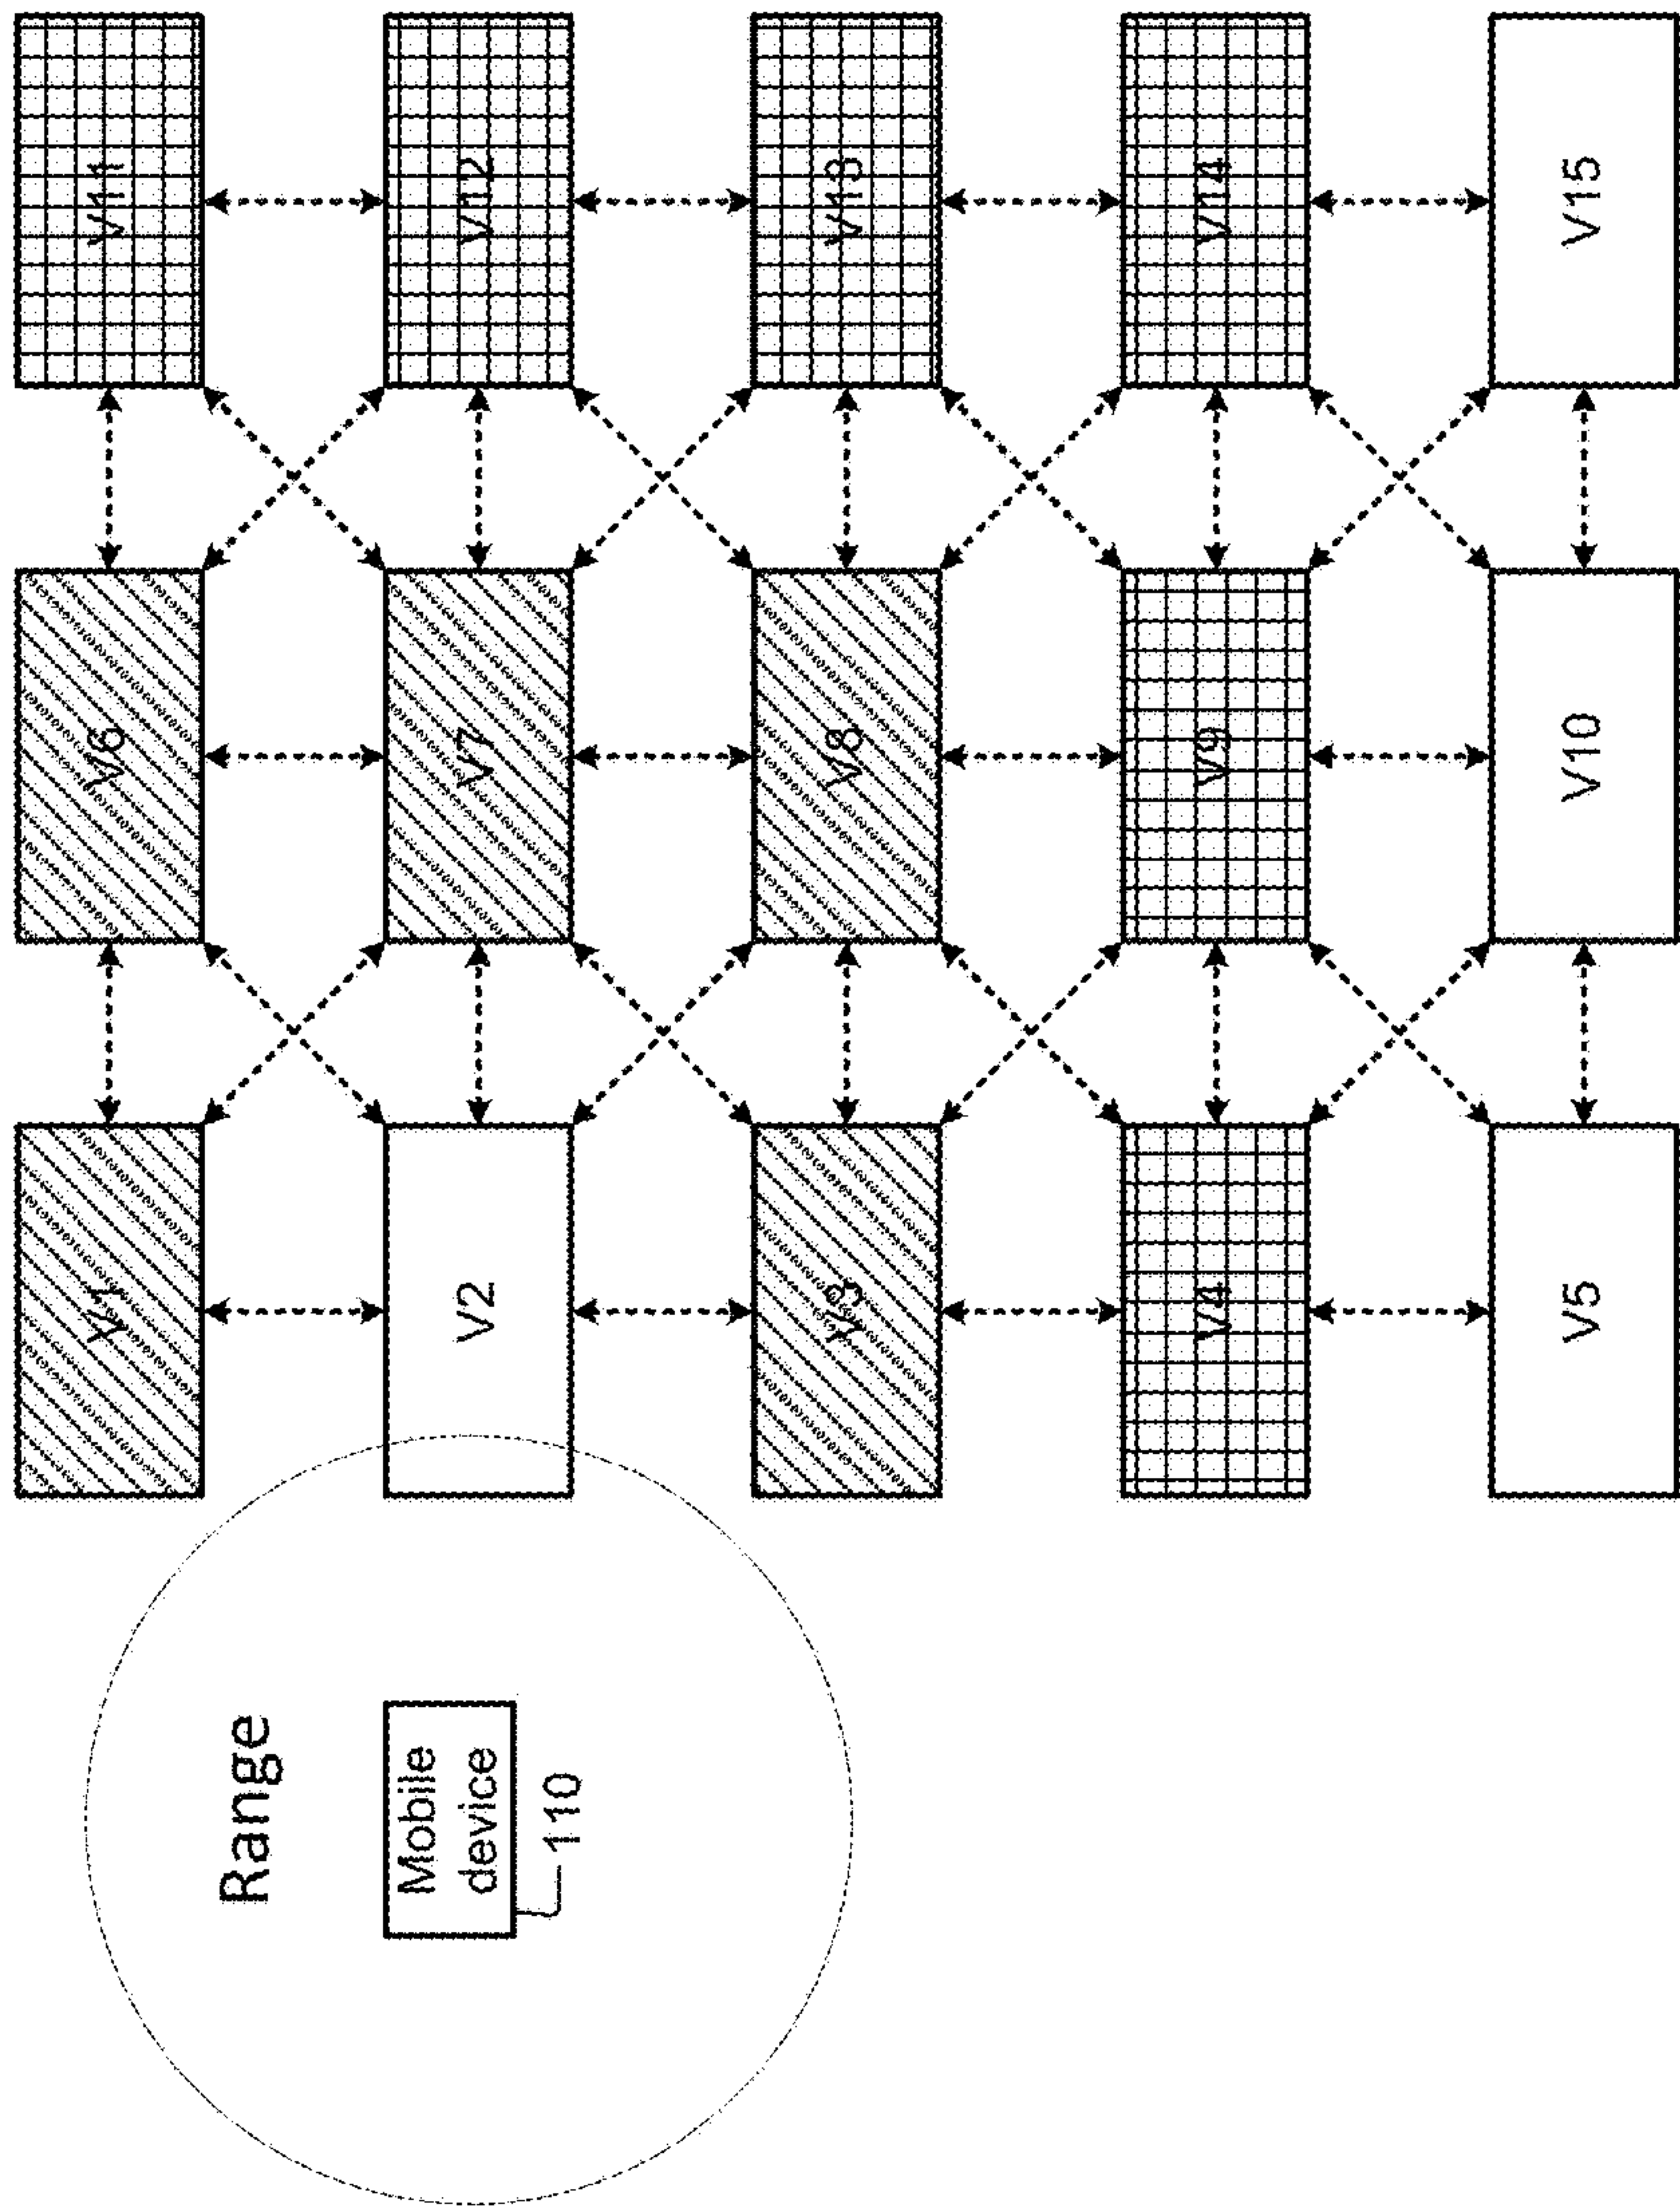 Range
Mobile
device
110
V1
V2
V3
V4
V5
V6
V7
V8
V9
V10
V11
V12
V13
V14
V15